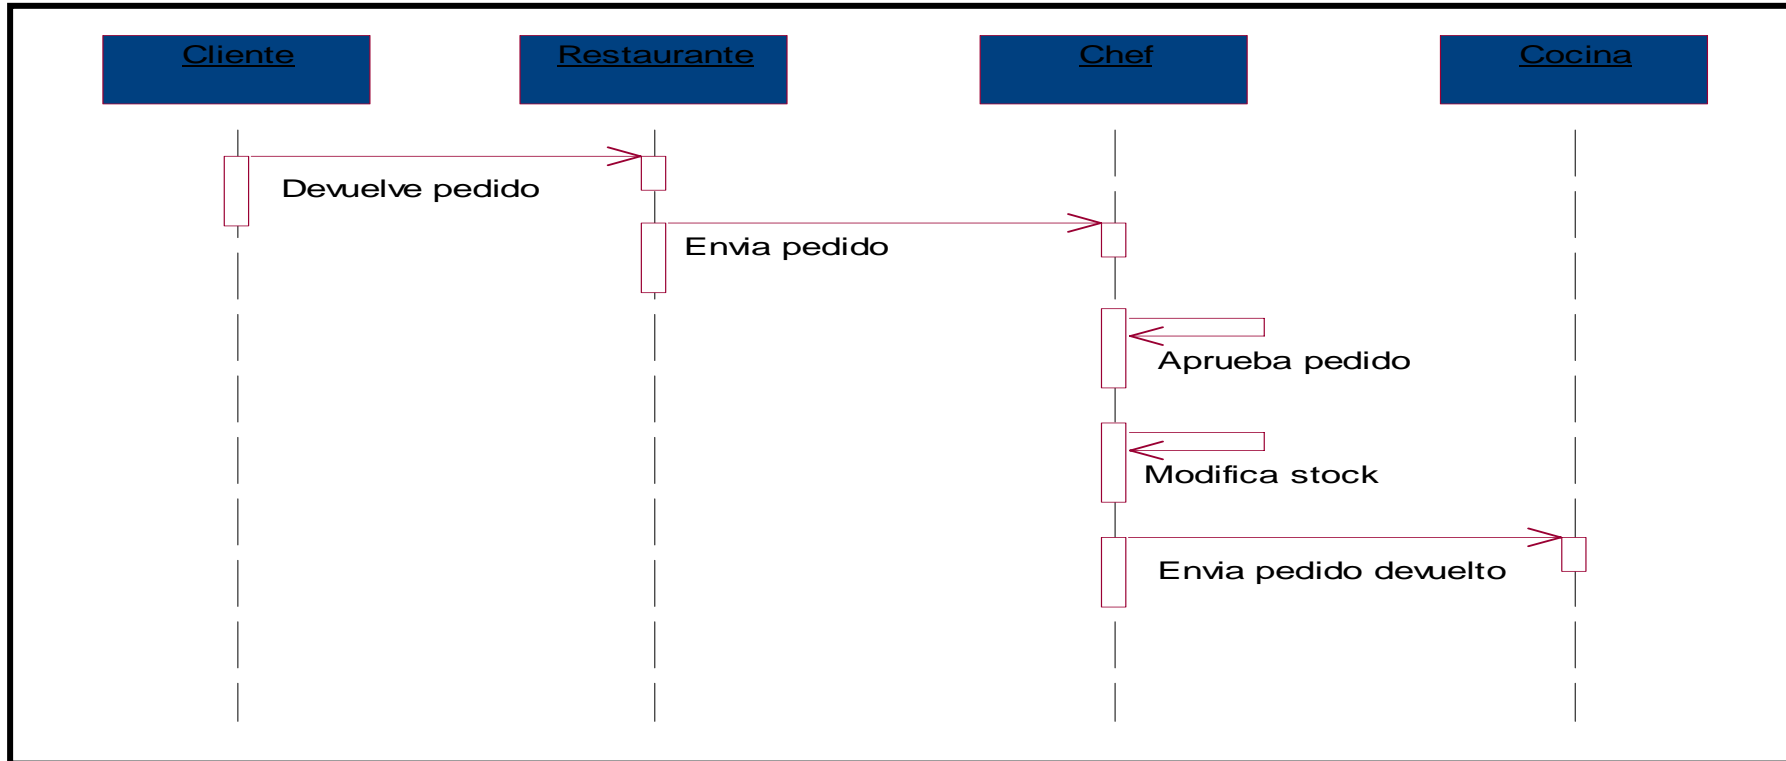 Cliente
Restaurante
Chef
Cocina
Devuelve pedido
Envia pedido
Aprueba pedido
Modifica stock
Envia pedido devuelto